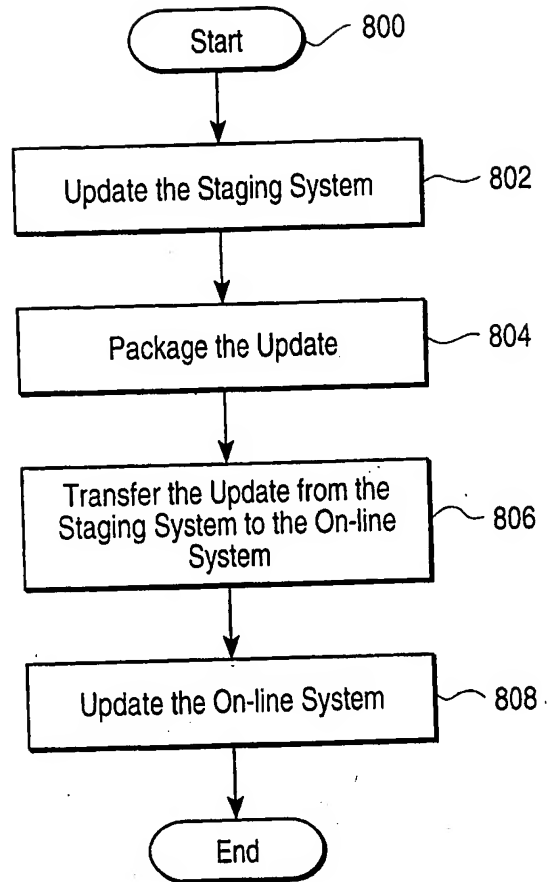 Start
800
Update the Staging System
802
Package the Update
804
Transfer the Update from the
Staging System to the On-line
System
806
Update the On-line System
808
End